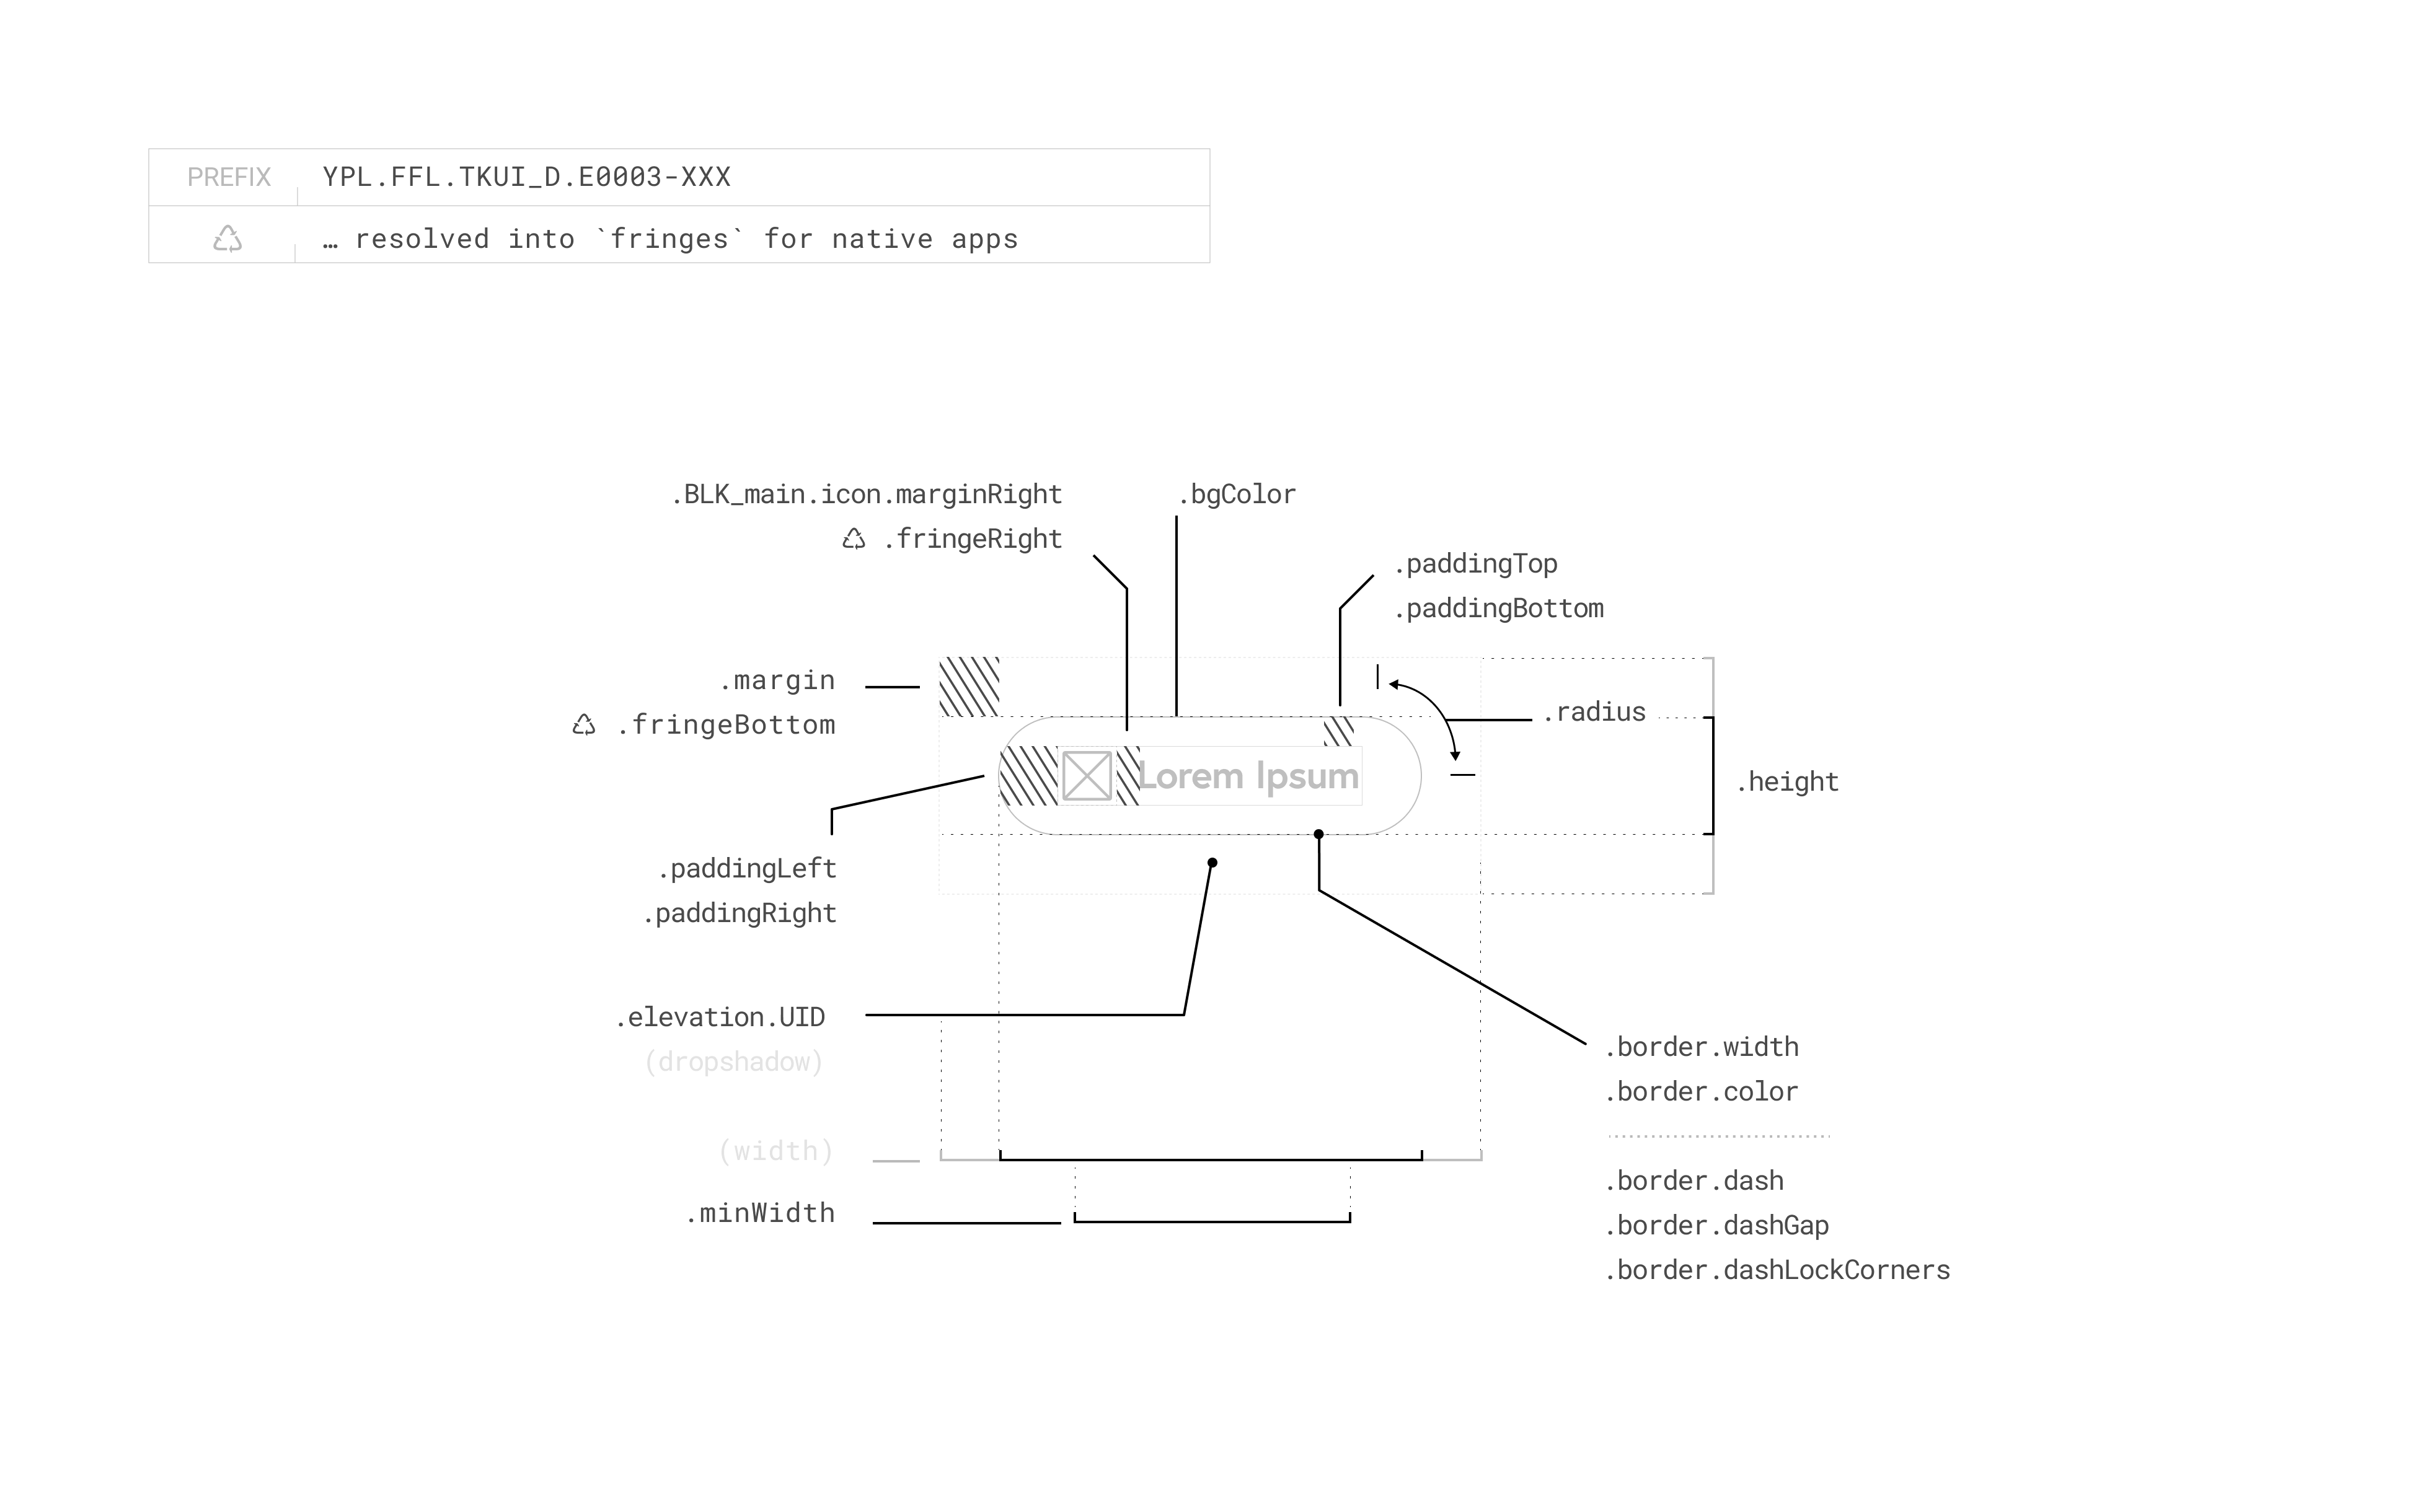 PREFIX YPL.FFL.TKUI_D.E0003-XXX
… resolved into `fringes` for native apps
.BLK_main.icon.marginRight
.fringeRight
.bgColor
.paddingTop
.paddingBottom
.margin
.fringeBottom
.radius
Lorem Ipsum
.height
.paddingLeft
.paddingRight
.elevation.UID
(dropshadow)
.border.width
.border.color
(width)
.minWidth
.border.dash
.border.dashGap
.border.dashLockCorners